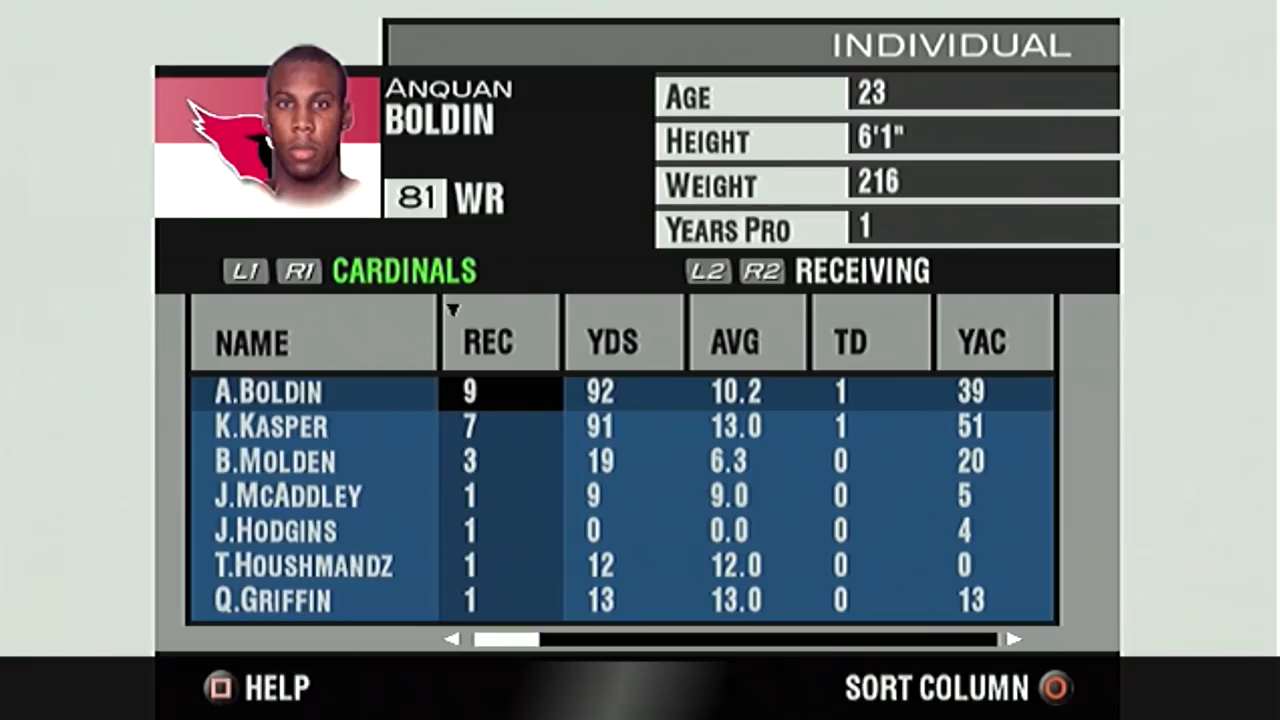 INDIVIDUAL
ANQUAN
BOLDIN
81 WR
AGE 23
HEIGHT 6'1"
WEIGHT 216
YEARS PRO 1
L1 R1 CARDINALS L2 R2 RECEIVING
NAME REC YDS AVG TD YAC
A.BOLDIN 9 92 10.2 1 39
K.KASPER 7 91 13.0 1 51
B.MOLDEN 3 19 6.3 0 20
J.MCADDLEY 1 9 9.0 0 5
J.HODGINS 1 0 0.0 0 4
T.HOUSHMANDZ 1 12 12.0 0 0
Q.GRIFFIN 1 13 13.0 0 13
HELP SORT COLUMN